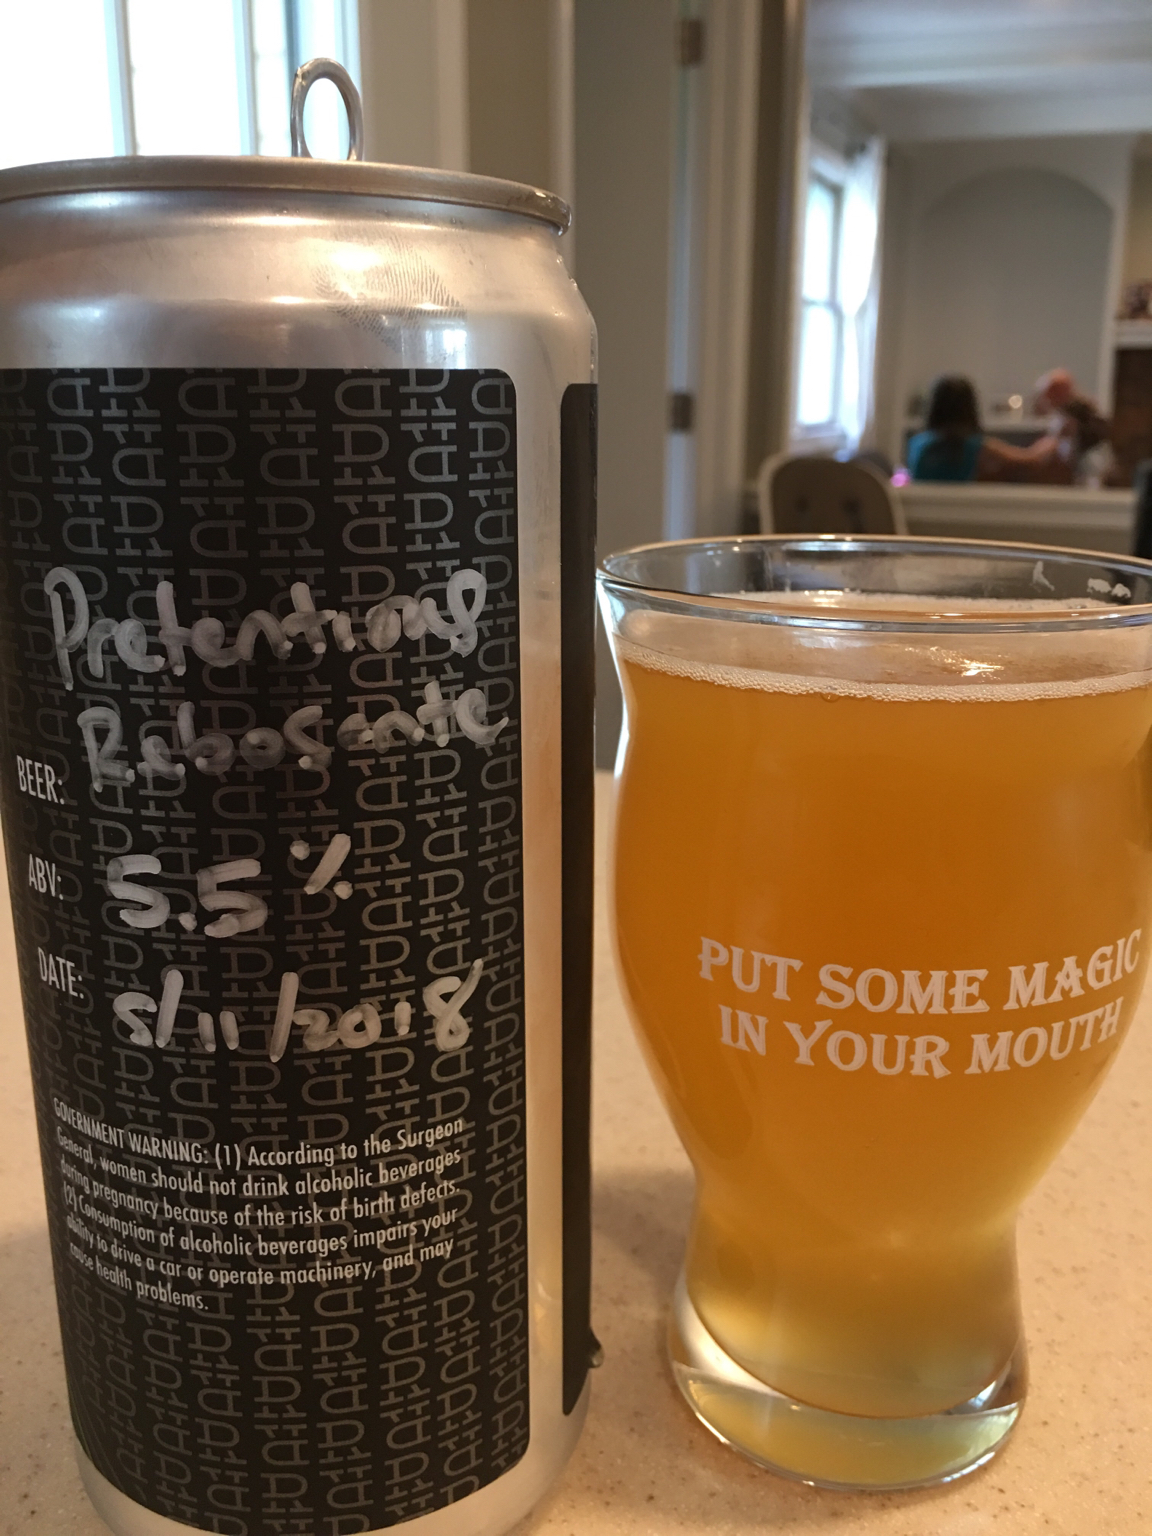 Pretentious
Rebosante
BEER:
ABV: 5.5%
DATE: 5/11/2018
GOVERNMENT WARNING: (1) According to the Surgeon
General, women should not drink alcoholic beverages
during pregnancy because of the risk of birth defects.
(2) Consumption of alcoholic beverages impairs your
ability to drive a car or operate machinery, and may
cause health problems.
PUT SOME MAGIC
IN YOUR MOUTH